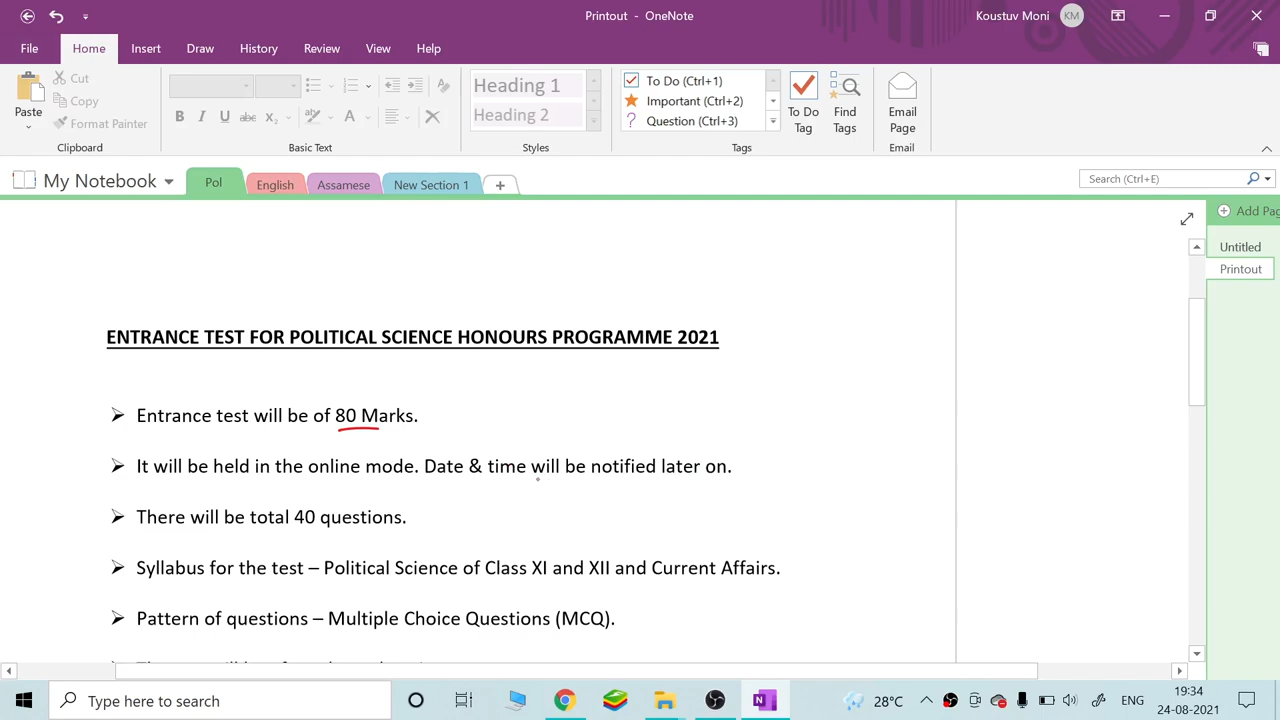 Printout - OneNote
Koustuv Moni KM
File Home Insert Draw History Review View Help
Paste
Cut
Copy
Format Painter
Clipboard
B I U abc x₂ A
Basic Text
Heading 1
Heading 2
Styles
To Do (Ctrl+1)
Important (Ctrl+2)
Question (Ctrl+3)
To Do Tag
Find Tags
Tags
Email Page
Email
My Notebook Pol English Assamese New Section 1
Search (Ctrl+E)
Add Pag
Untitled
Printout
ENTRANCE TEST FOR POLITICAL SCIENCE HONOURS PROGRAMME 2021
➢ Entrance test will be of 80 Marks.
➢ It will be held in the online mode. Date & time will be notified later on.
➢ There will be total 40 questions.
➢ Syllabus for the test – Political Science of Class XI and XII and Current Affairs.
➢ Pattern of questions – Multiple Choice Questions (MCQ).
Type here to search
28°C ENG 19:34
24-08-2021